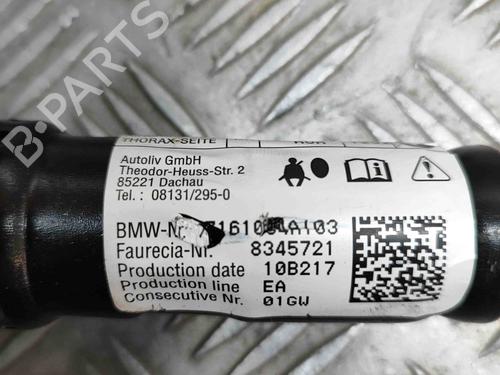 THORAX-SEITE
Autoliv GmbH
Theodor-Heuss-Str. 2
85221 Dachau
Tel.: 08131/295-0
BMW-Nr.
Faurecia-Nr. 8345721
Production date 10B217
Production line EA
Consecutive Nr. 01GW
B-PARTS